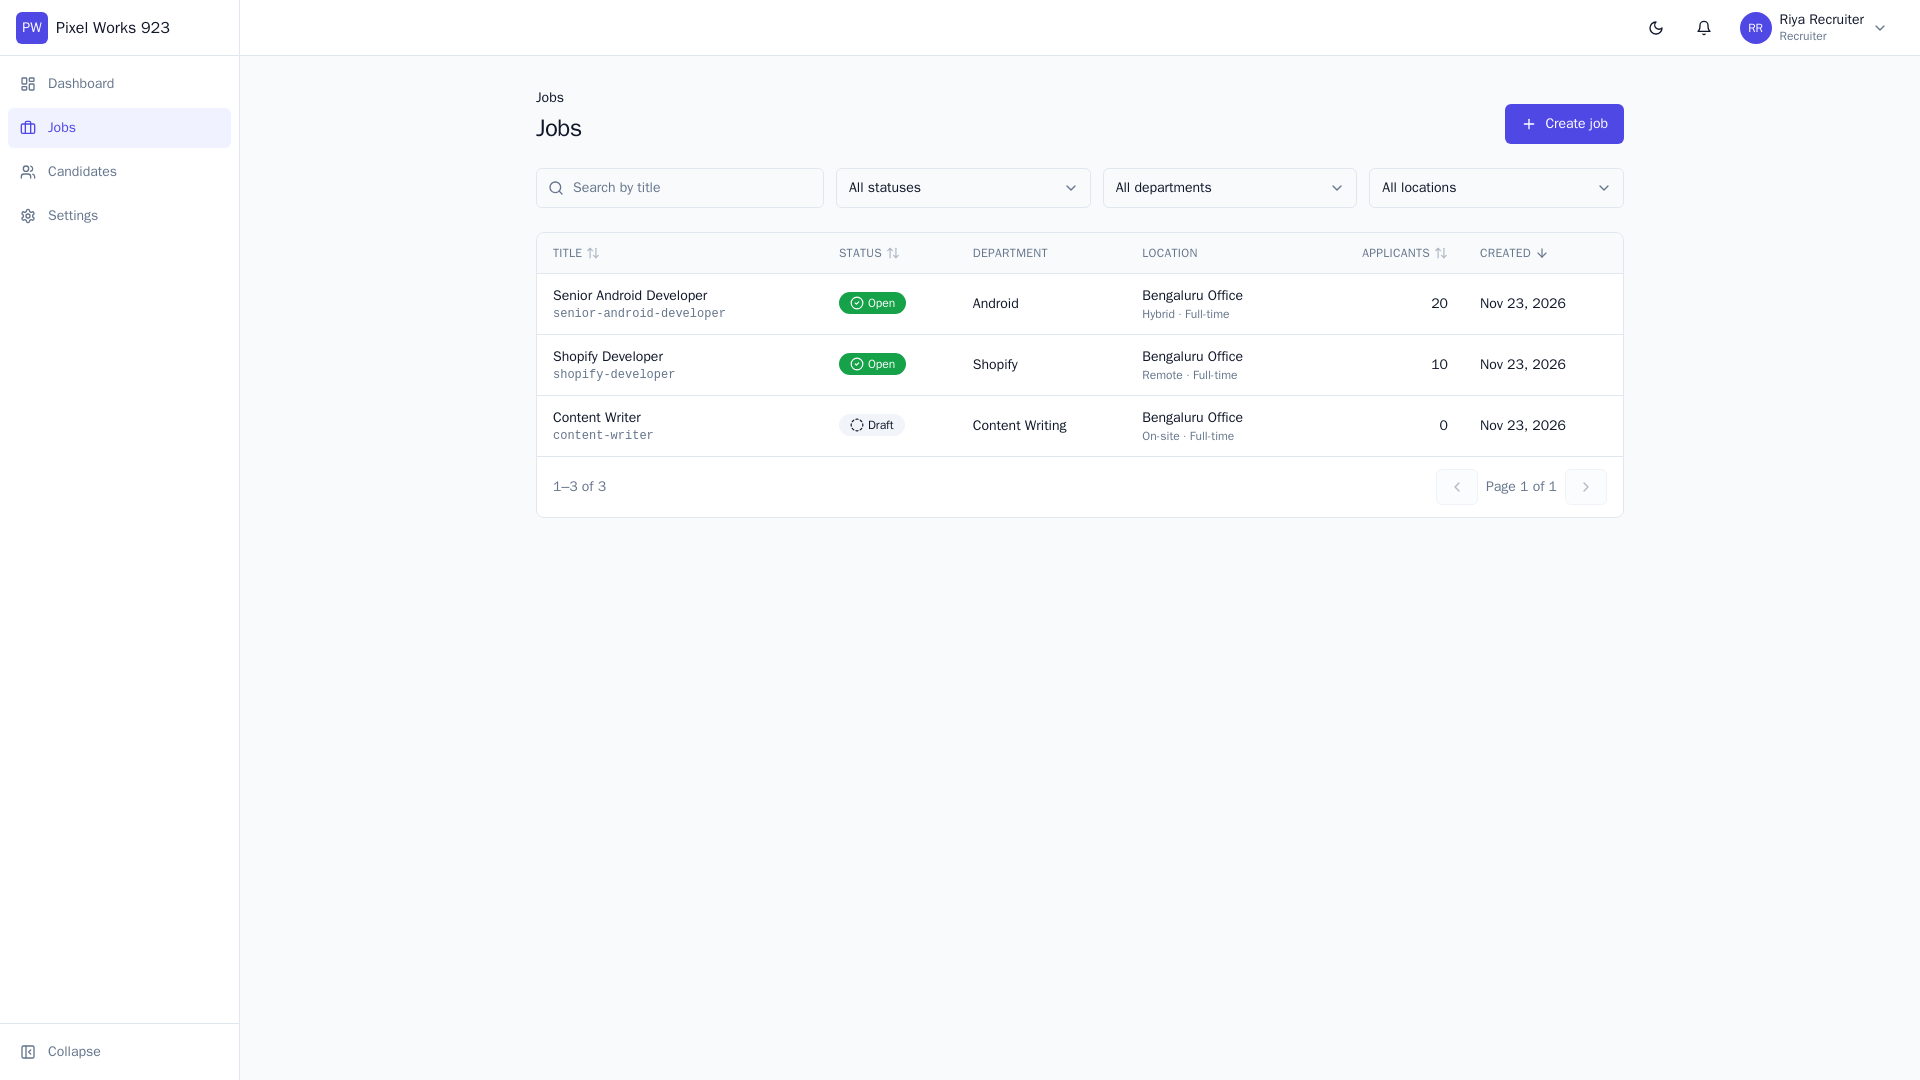 PW Pixel Works 923
RR Riya Recruiter
Recruiter
Dashboard
Jobs
Candidates
Settings
Collapse
Jobs
Jobs
Create job
Search by title
All statuses
All departments
All locations
TITLE STATUS DEPARTMENT LOCATION APPLICANTS CREATED
Senior Android Developer
senior-android-developer
Open
Android
Bengaluru Office
Hybrid · Full-time
20
Nov 23, 2026
Shopify Developer
shopify-developer
Open
Shopify
Bengaluru Office
Remote · Full-time
10
Nov 23, 2026
Content Writer
content-writer
Draft
Content Writing
Bengaluru Office
On-site · Full-time
0
Nov 23, 2026
1–3 of 3
Page 1 of 1